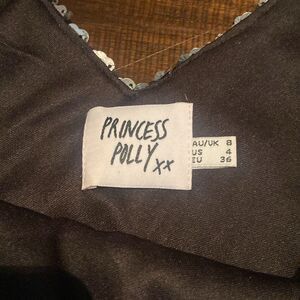 PRINCESS
POLLY xx
AU/UK 8
US 4
EU 36